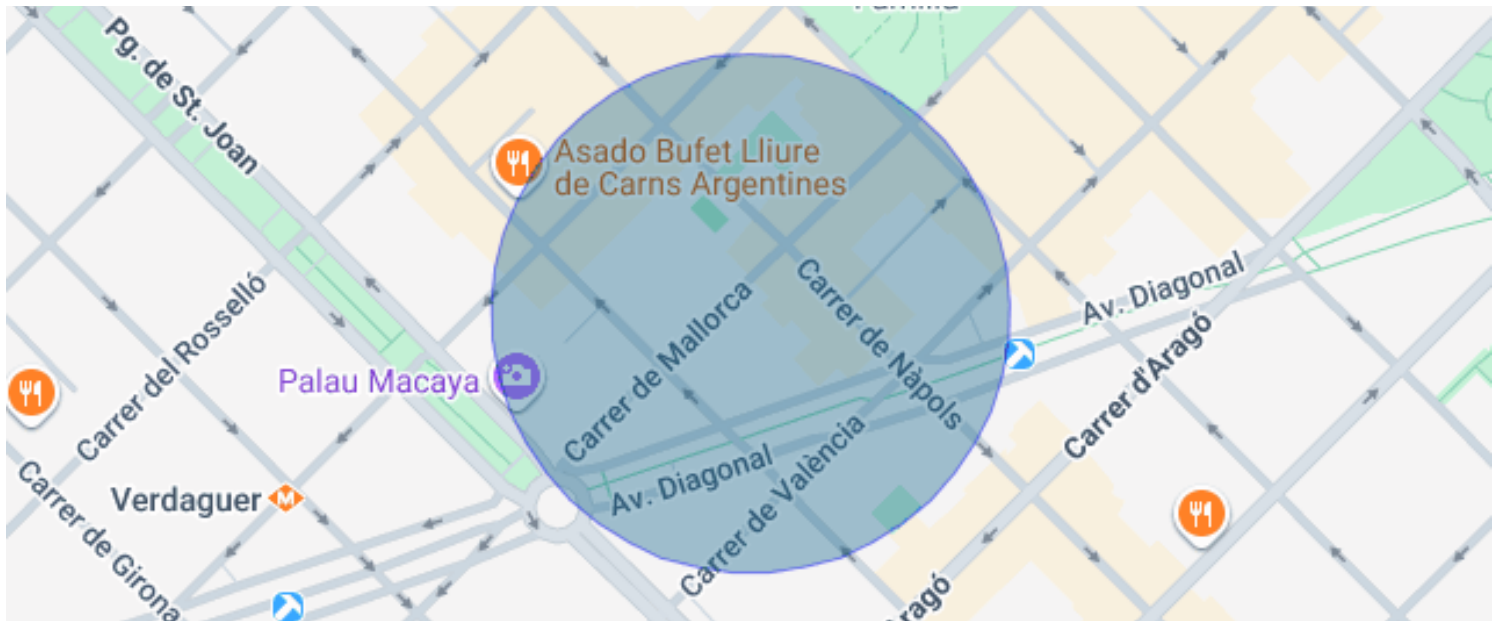 Pg. de St. Joan
Asado Bufet Lliure
de Carns Argentines
Carrer del Rosselló
Carrer de Mallorca
Carrer de Nàpols
Av. Diagonal
Palau Macaya
Carrer d'Aragó
Verdaguer
M
Av. Diagonal
Carrer de València
Carrer de Girona
Aragó